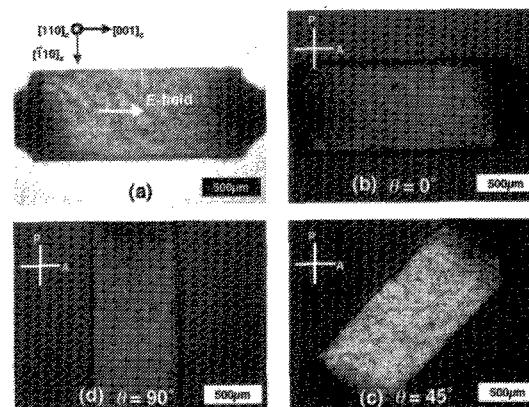 [110]c [001]c
[1̄10]c
E-field
(a)
500μm
P
A
(b) θ = 0°
500μm
P
A
(d) θ = 90°
500μm
P
A
(c) θ = 45°
500μm